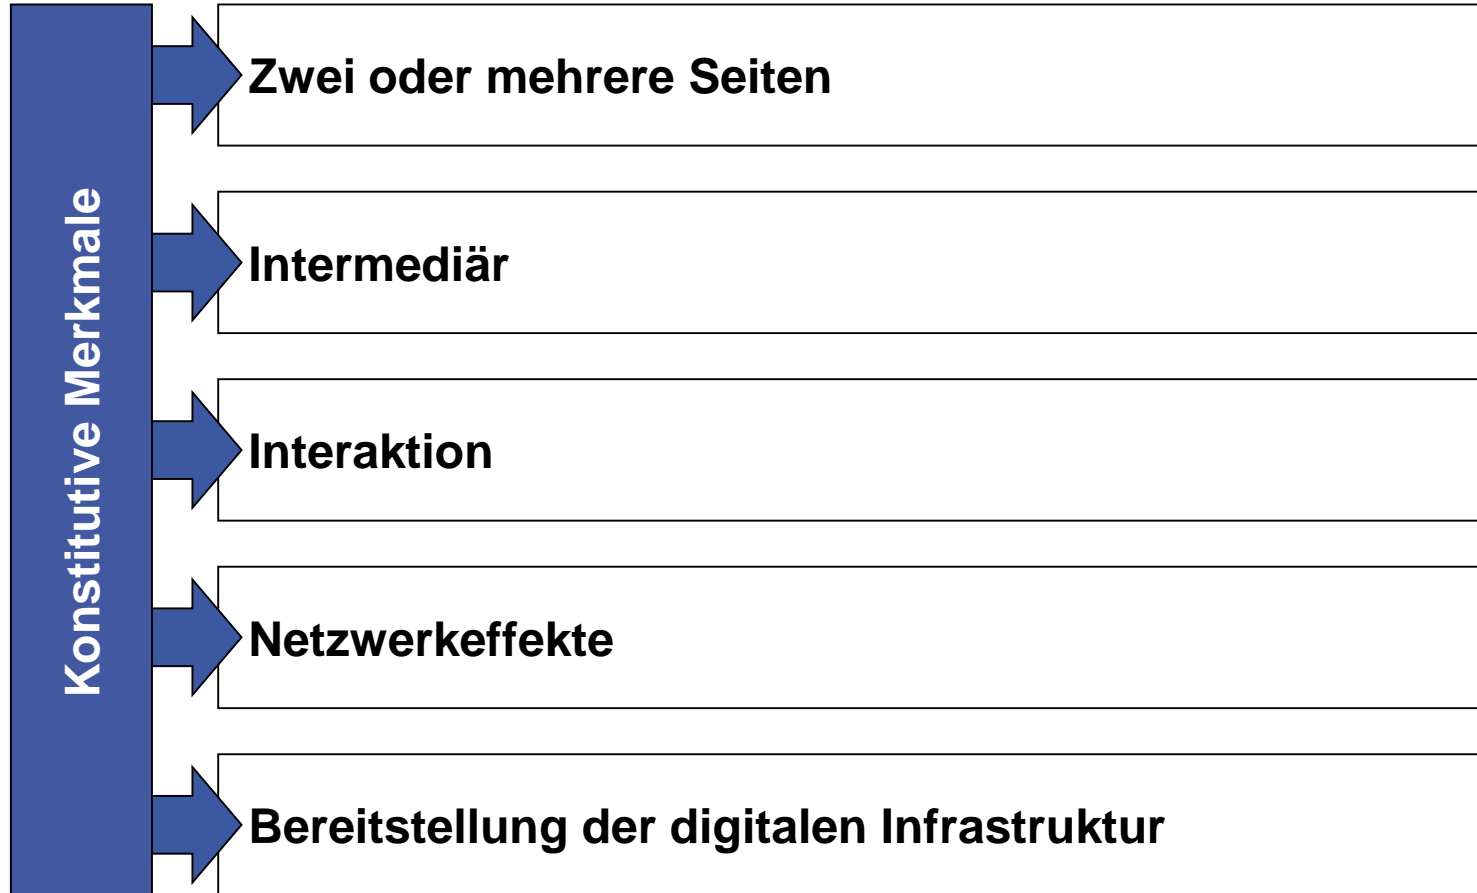 Konstitutive Merkmale
Zwei oder mehrere Seiten
Intermediär
Interaktion
Netzwerkeffekte
Bereitstellung der digitalen Infrastruktur